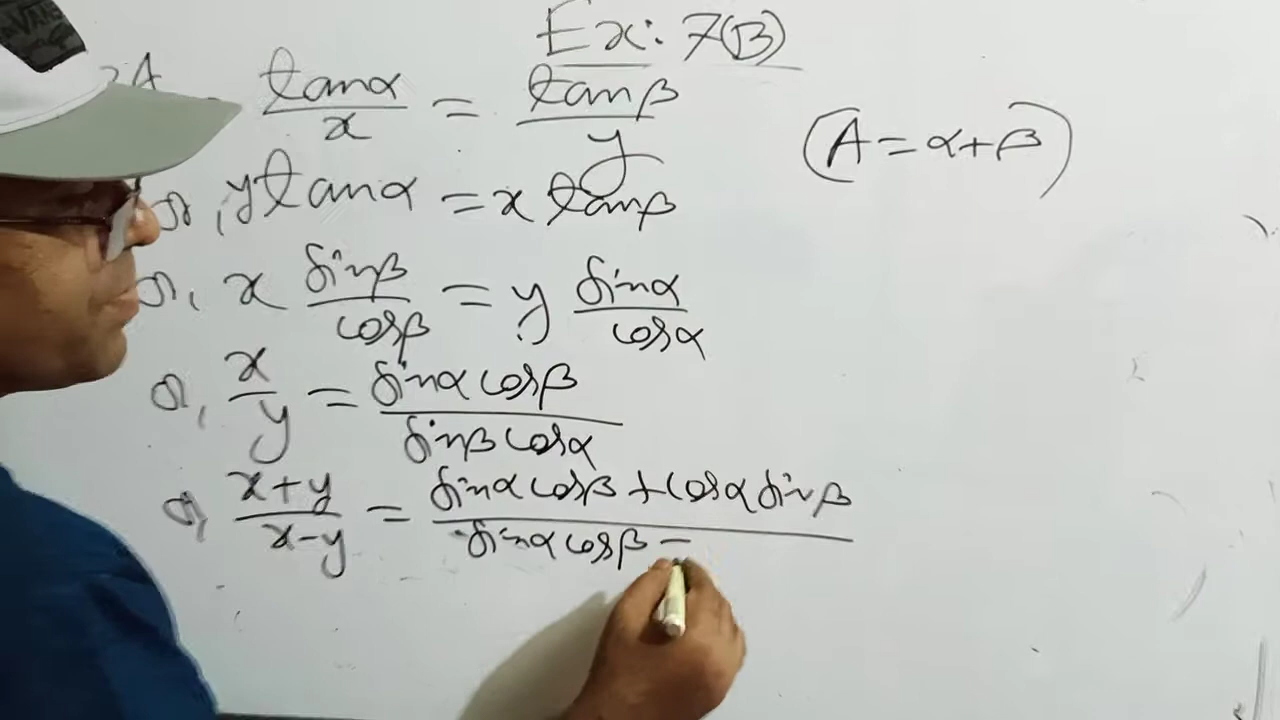 Ex: 7(B)
tanα/x = tanβ/y
(A = α+β)
or, y tanα = x tanβ
or, x sinβ/cosβ = y sinα/cosα
or, x/y = sinα cosβ/sinβ cosα
or, x+y/x-y = sinα cosβ + cosα sinβ/sinα cosβ -